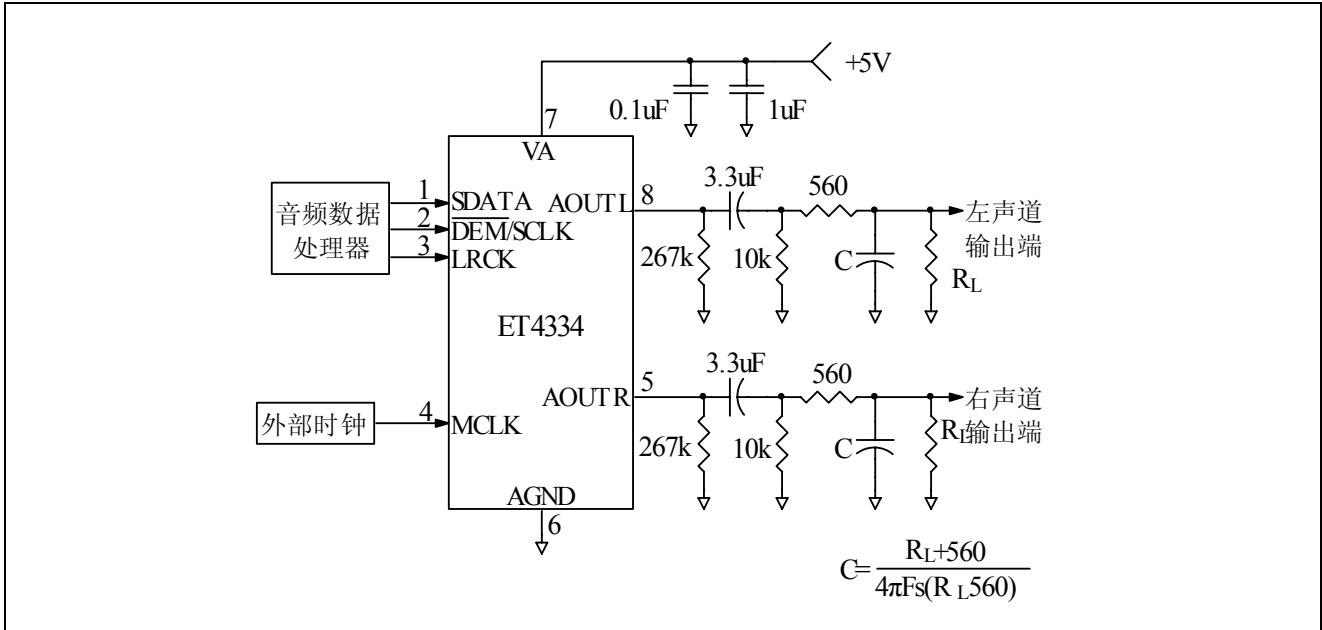 +5V
0.1uF
1uF
7
VA
音频数据
处理器
1
2
3
SDATA
DEM/SCLK
LRCK
AOUTL
8
3.3uF
560
左声道
输出端
267k
10k
C
RL
ET4334
外部时钟
4
MCLK
AOUTR
5
3.3uF
560
右声道
输出端
267k
10k
C
RL
AGND
6
C=
RL+560
4πFs(RL560)